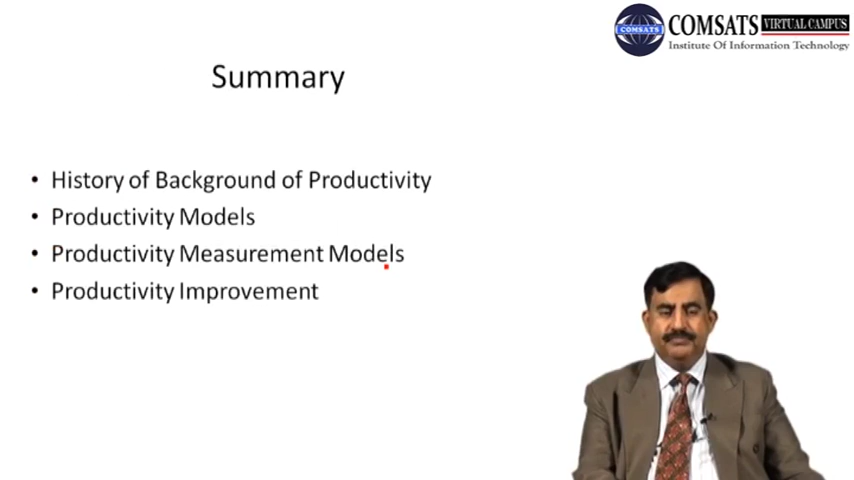 COMSATS VIRTUAL CAMPUS
COMSATS
Institute Of Information Technology
Summary
• History of Background of Productivity
• Productivity Models
• Productivity Measurement Models
• Productivity Improvement